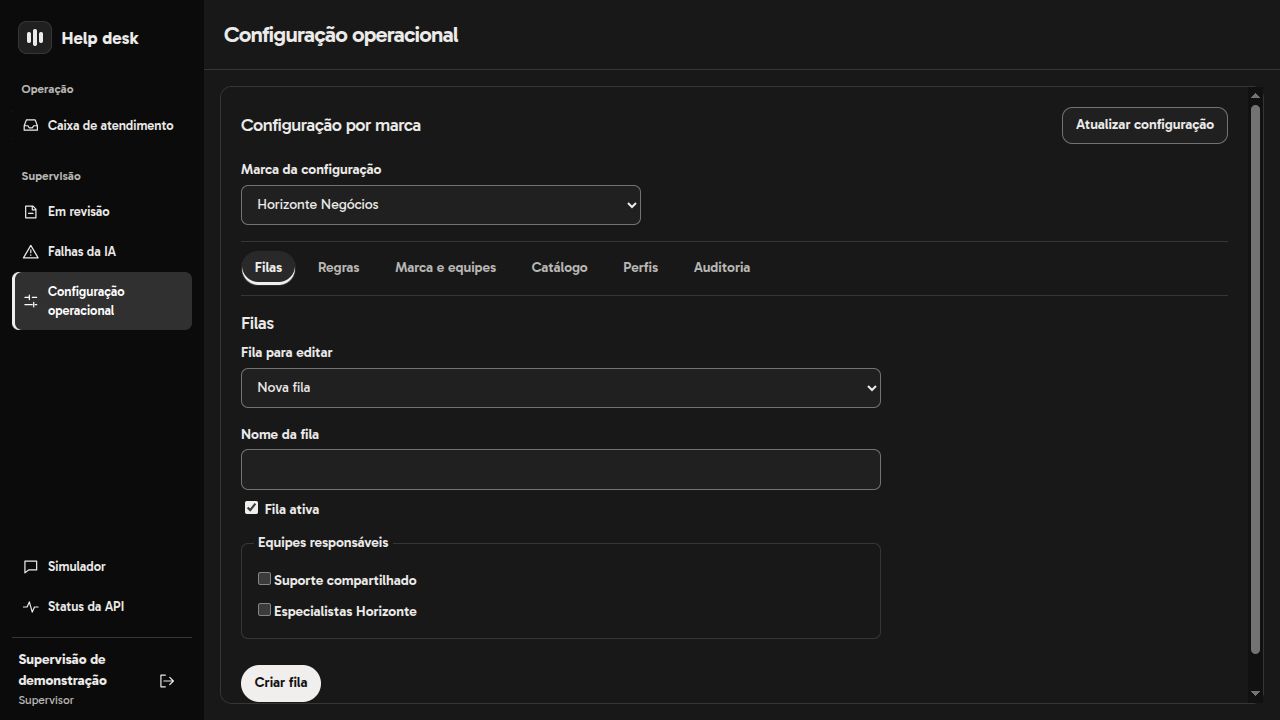 Help desk
Configuração operacional
Operação
Caixa de atendimento
Supervisão
Em revisão
Falhas da IA
Configuração
operacional
Configuração por marca
Atualizar configuração
Marca da configuração
Horizonte Negócios
Filas
Regras
Marca e equipes
Catálogo
Perfis
Auditoria
Filas
Fila para editar
Nova fila
Nome da fila
Fila ativa
Equipes responsáveis
Suporte compartilhado
Especialistas Horizonte
Criar fila
Simulador
Status da API
Supervisão de
demonstração
Supervisor